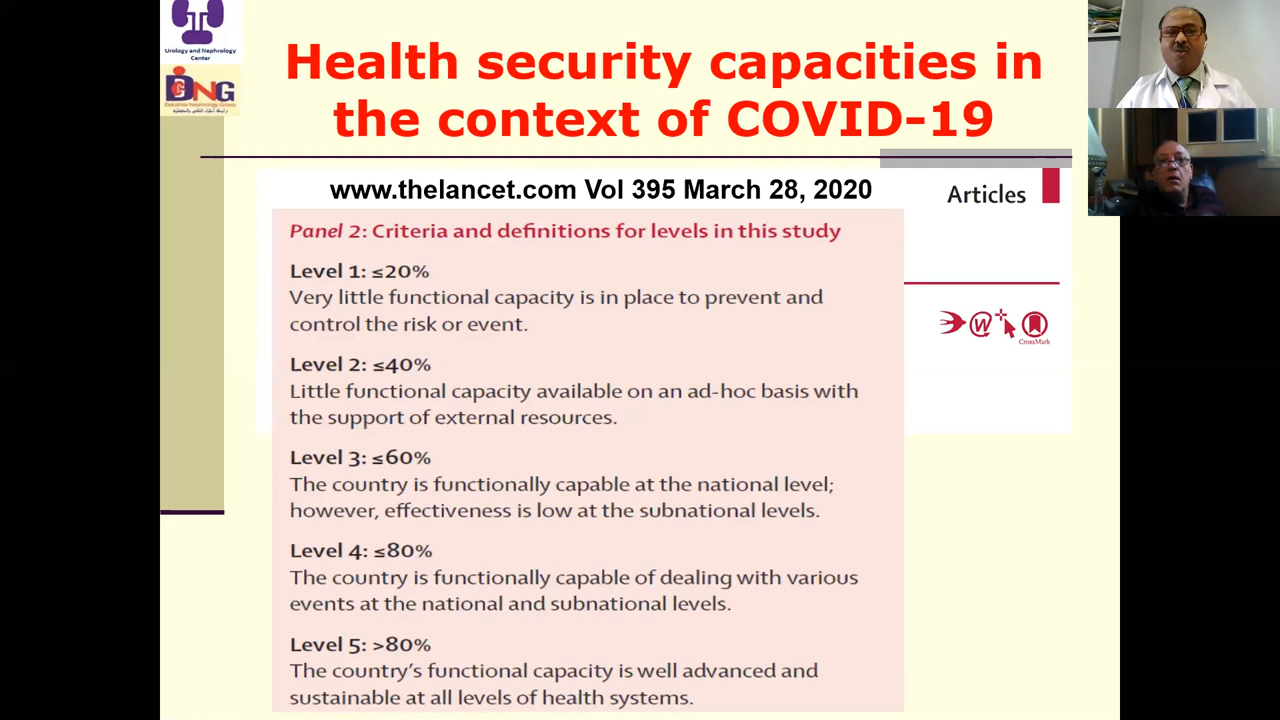 Urology and Nephrology
Center
DNG
Dakahlia Nephrology Group
Health security capacities in
the context of COVID-19
www.thelancet.com Vol 395 March 28, 2020
Articles
Panel 2: Criteria and definitions for levels in this study
Level 1: ≤20%
Very little functional capacity is in place to prevent and
control the risk or event.
Level 2: ≤40%
Little functional capacity available on an ad-hoc basis with
the support of external resources.
Level 3: ≤60%
The country is functionally capable at the national level;
however, effectiveness is low at the subnational levels.
Level 4: ≤80%
The country is functionally capable of dealing with various
events at the national and subnational levels.
Level 5: >80%
The country's functional capacity is well advanced and
sustainable at all levels of health systems.
W
CrossMark